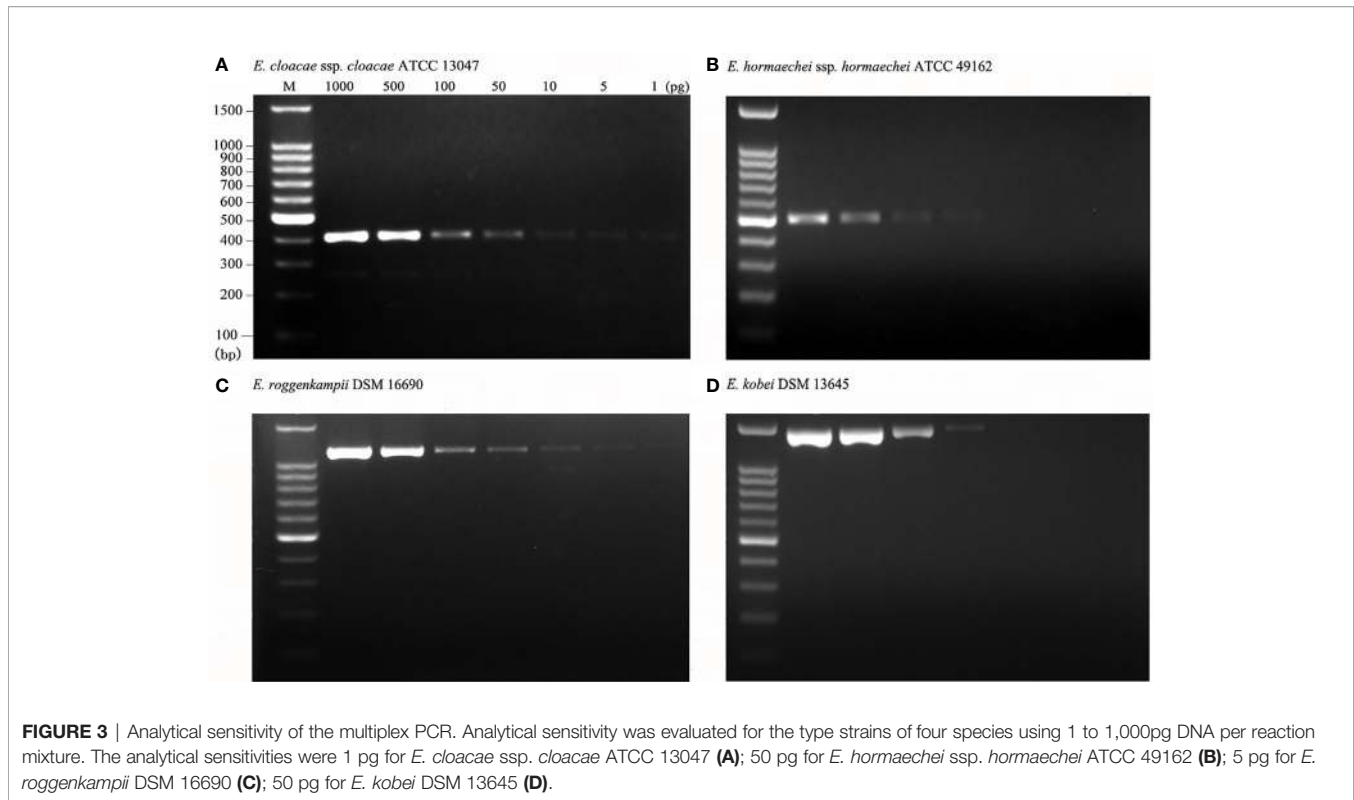 A E. cloacae ssp. cloacae ATCC 13047
M 1000 500 100 50 10 5 1 (pg)
1500
1000
900
800
700
600
500
400
300
200
100
(bp)
B E. hormaechei ssp. hormaechei ATCC 49162
C E. roggenkampii DSM 16690
D E. kobei DSM 13645
FIGURE 3 | Analytical sensitivity of the multiplex PCR. Analytical sensitivity was evaluated for the type strains of four species using 1 to 1,000pg DNA per reaction
mixture. The analytical sensitivities were 1 pg for E. cloacae ssp. cloacae ATCC 13047 (A); 50 pg for E. hormaechei ssp. hormaechei ATCC 49162 (B); 5 pg for E.
roggenkampii DSM 16690 (C); 50 pg for E. kobei DSM 13645 (D).